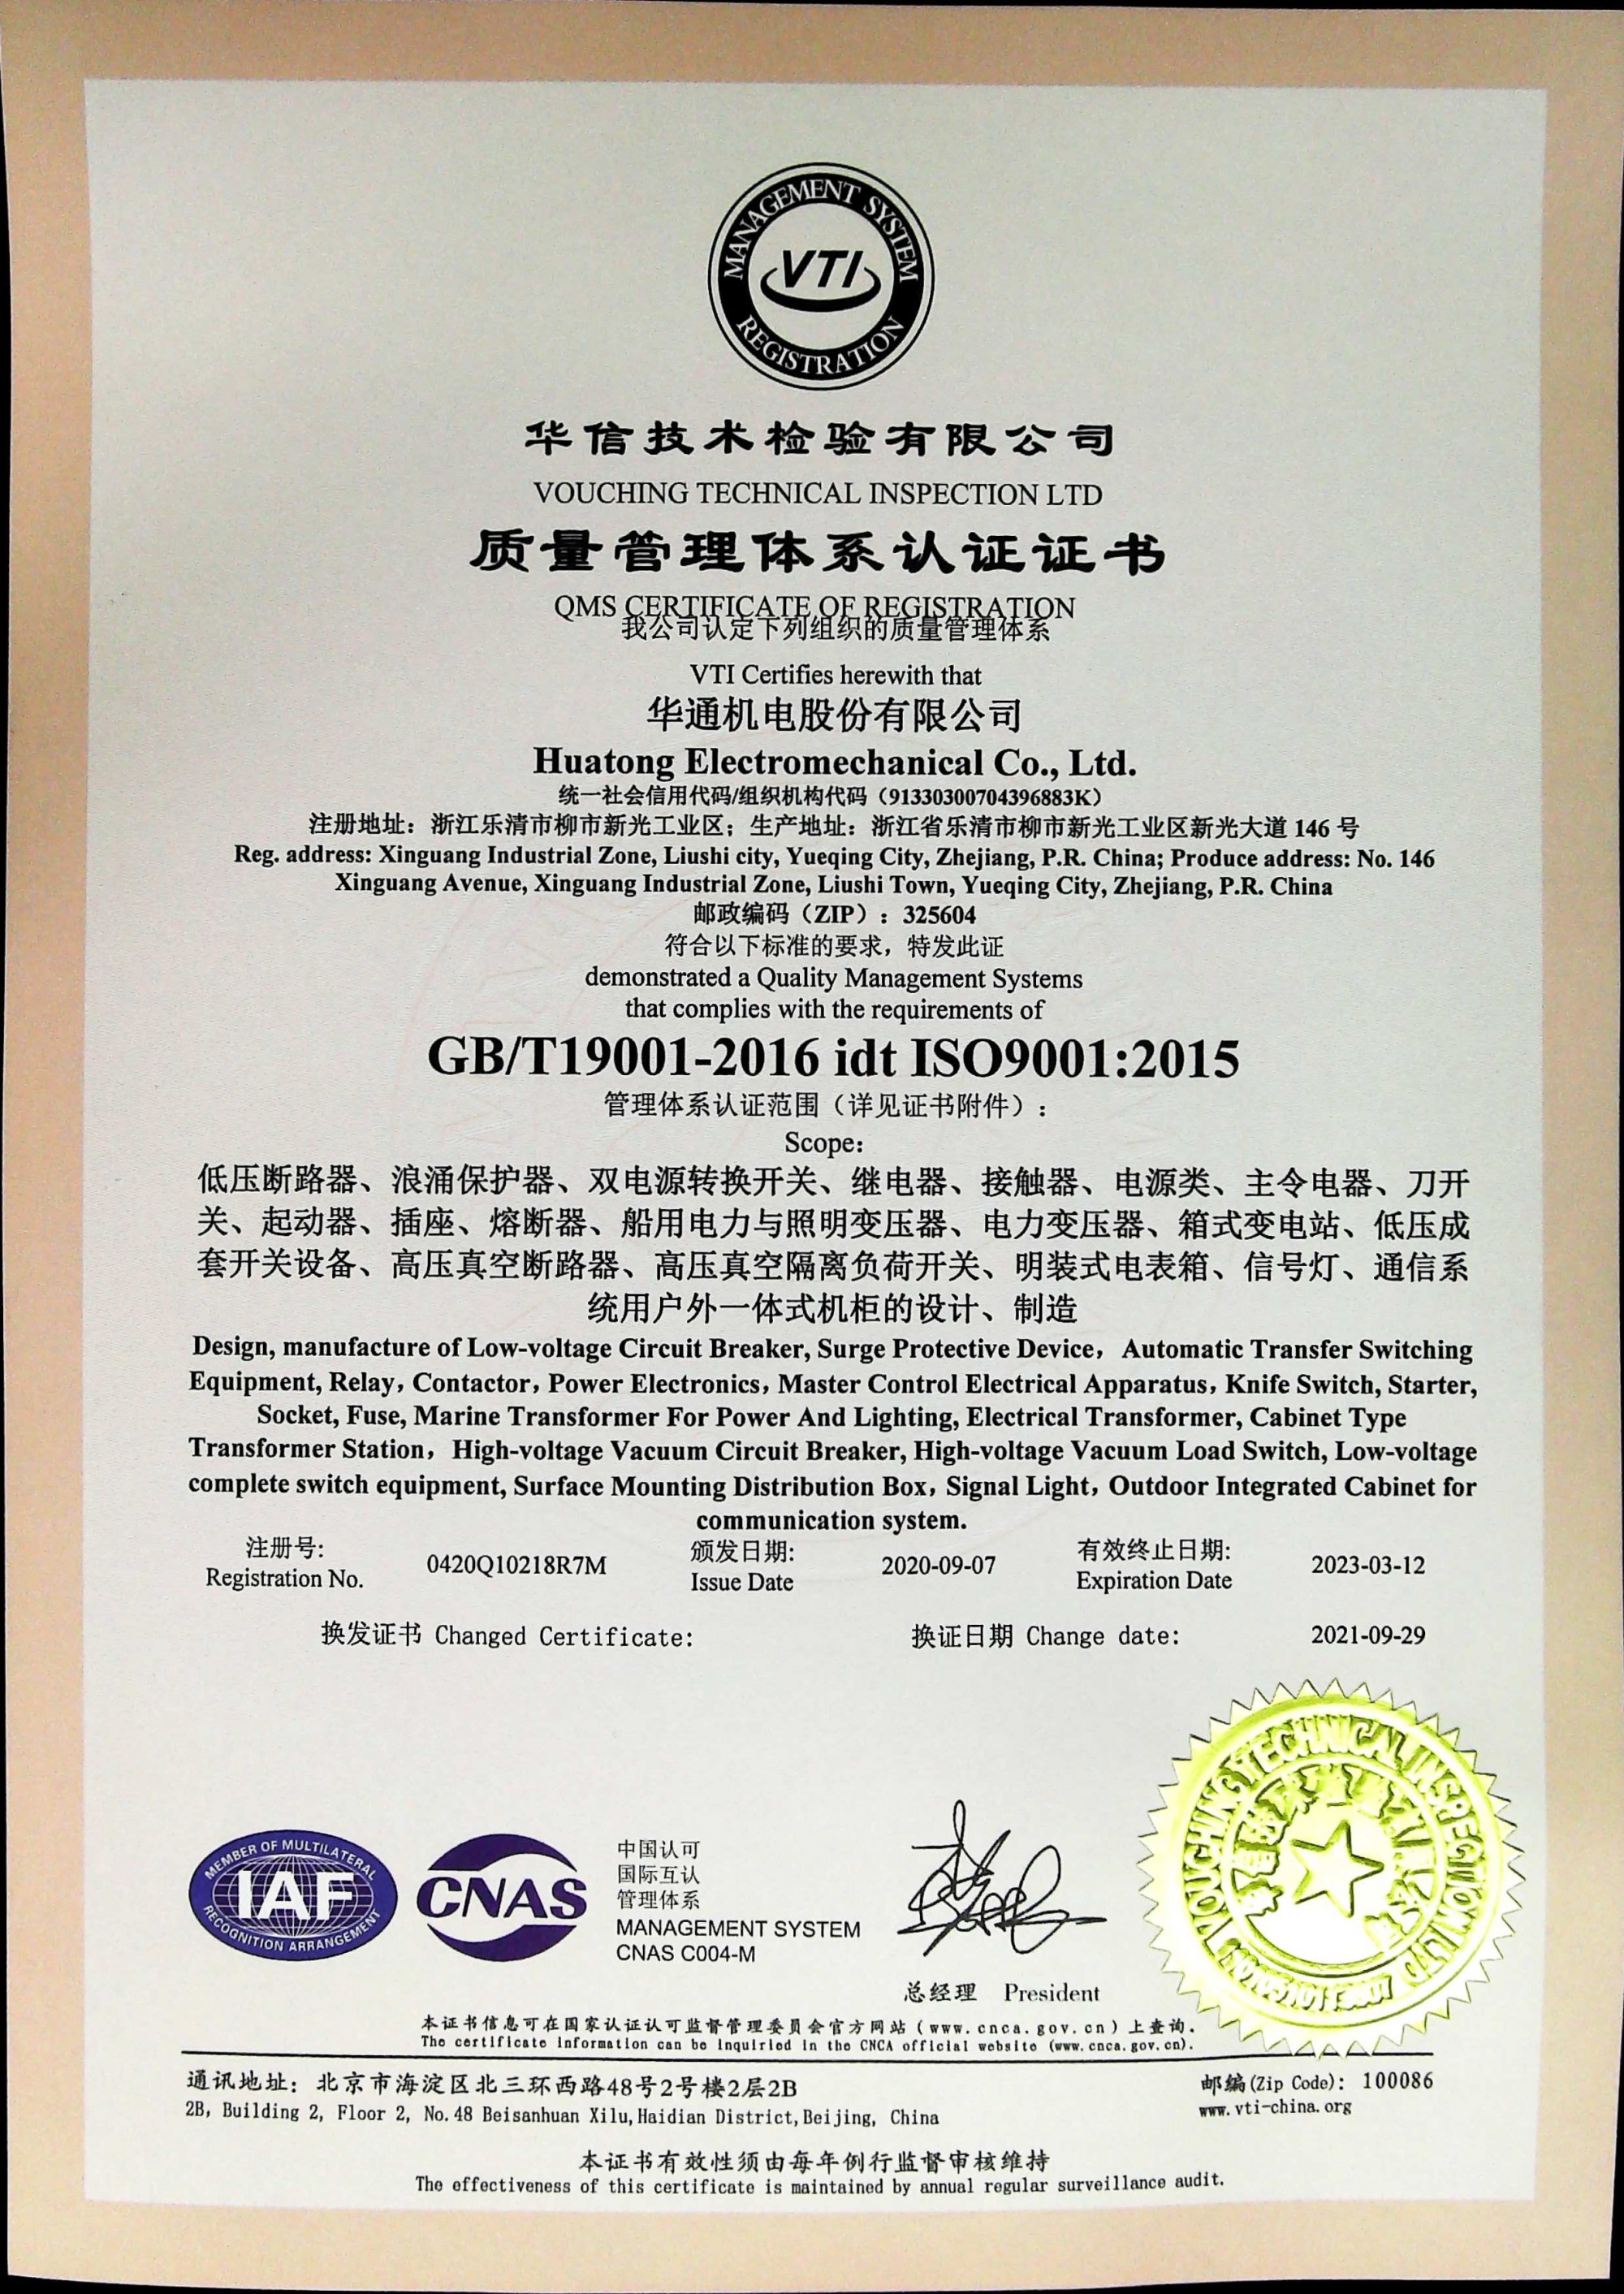 MANAGEMENT SYSTEM
VTI
REGISTRATION
华信技术检验有限公司
VOUCHING TECHNICAL INSPECTION LTD
质量管理体系认证证书
QMS CERTIFICATE OF REGISTRATION
我公司认定下列组织的质量管理体系
VTI Certifies herewith that
华通机电股份有限公司
Huatong Electromechanical Co., Ltd.
统一社会信用代码/组织机构代码（91330300704396883K）
注册地址：浙江乐清市柳市新光工业区；生产地址：浙江省乐清市柳市新光工业区新光大道 146 号
Reg. address: Xinguang Industrial Zone, Liushi city, Yueqing City, Zhejiang, P.R. China; Produce address: No. 146
Xinguang Avenue, Xinguang Industrial Zone, Liushi Town, Yueqing City, Zhejiang, P.R. China
邮政编码（ZIP）：325604
符合以下标准的要求，特发此证
demonstrated a Quality Management Systems
that complies with the requirements of
GB/T19001-2016 idt ISO9001:2015
管理体系认证范围（详见证书附件）：
Scope:
低压断路器、浪涌保护器、双电源转换开关、继电器、接触器、电源类、主令电器、刀开
关、起动器、插座、熔断器、船用电力与照明变压器、电力变压器、箱式变电站、低压成
套开关设备、高压真空断路器、高压真空隔离负荷开关、明装式电表箱、信号灯、通信系
统用户外一体式机柜的设计、制造
Design, manufacture of Low-voltage Circuit Breaker, Surge Protective Device，Automatic Transfer Switching
Equipment, Relay，Contactor，Power Electronics，Master Control Electrical Apparatus，Knife Switch, Starter,
Socket, Fuse, Marine Transformer For Power And Lighting, Electrical Transformer, Cabinet Type
Transformer Station，High-voltage Vacuum Circuit Breaker, High-voltage Vacuum Load Switch, Low-voltage
complete switch equipment, Surface Mounting Distribution Box，Signal Light，Outdoor Integrated Cabinet for
communication system.
注册号: 0420Q10218R7M 颁发日期: 2020-09-07 有效终止日期: 2023-03-12
Registration No. Issue Date Expiration Date
换发证书 Changed Certificate: 换证日期 Change date: 2021-09-29
MEMBER OF MULTILATERAL
IAF
RECOGNITION ARRANGEMENT
CNAS
中国认可
国际互认
管理体系
MANAGEMENT SYSTEM
CNAS C004-M
总经理 President
VOUCHING TECHNICAL INSPECTION LTD
本证书信息可在国家认证认可监督管理委员会官方网站（www.cnca.gov.cn）上查询.
The certificate information can be inquiried in the CNCA official website (www.cnca.gov.cn).
通讯地址：北京市海淀区北三环西路48号2号楼2层2B
邮编(Zip Code): 100086
2B, Building 2, Floor 2, No.48 Beisanhuan Xilu,Haidian District,Beijing, China
www.vti-china.org
本证书有效性须由每年例行监督审核维持
The effectiveness of this certificate is maintained by annual regular surveillance audit.